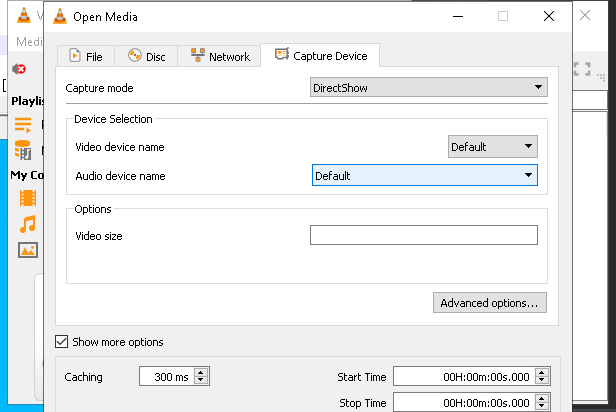 Open Media
Medi
File
Disc
Network
Capture Device
Capture mode
DirectShow
Playlis
Device Selection
Video device name
Default
Audio device name
Default
My Co
Options
Video size
Advanced options...
Show more options
Caching
300 ms
Start Time
00H:00m:00s.000
Stop Time
00H:00m:00s.000